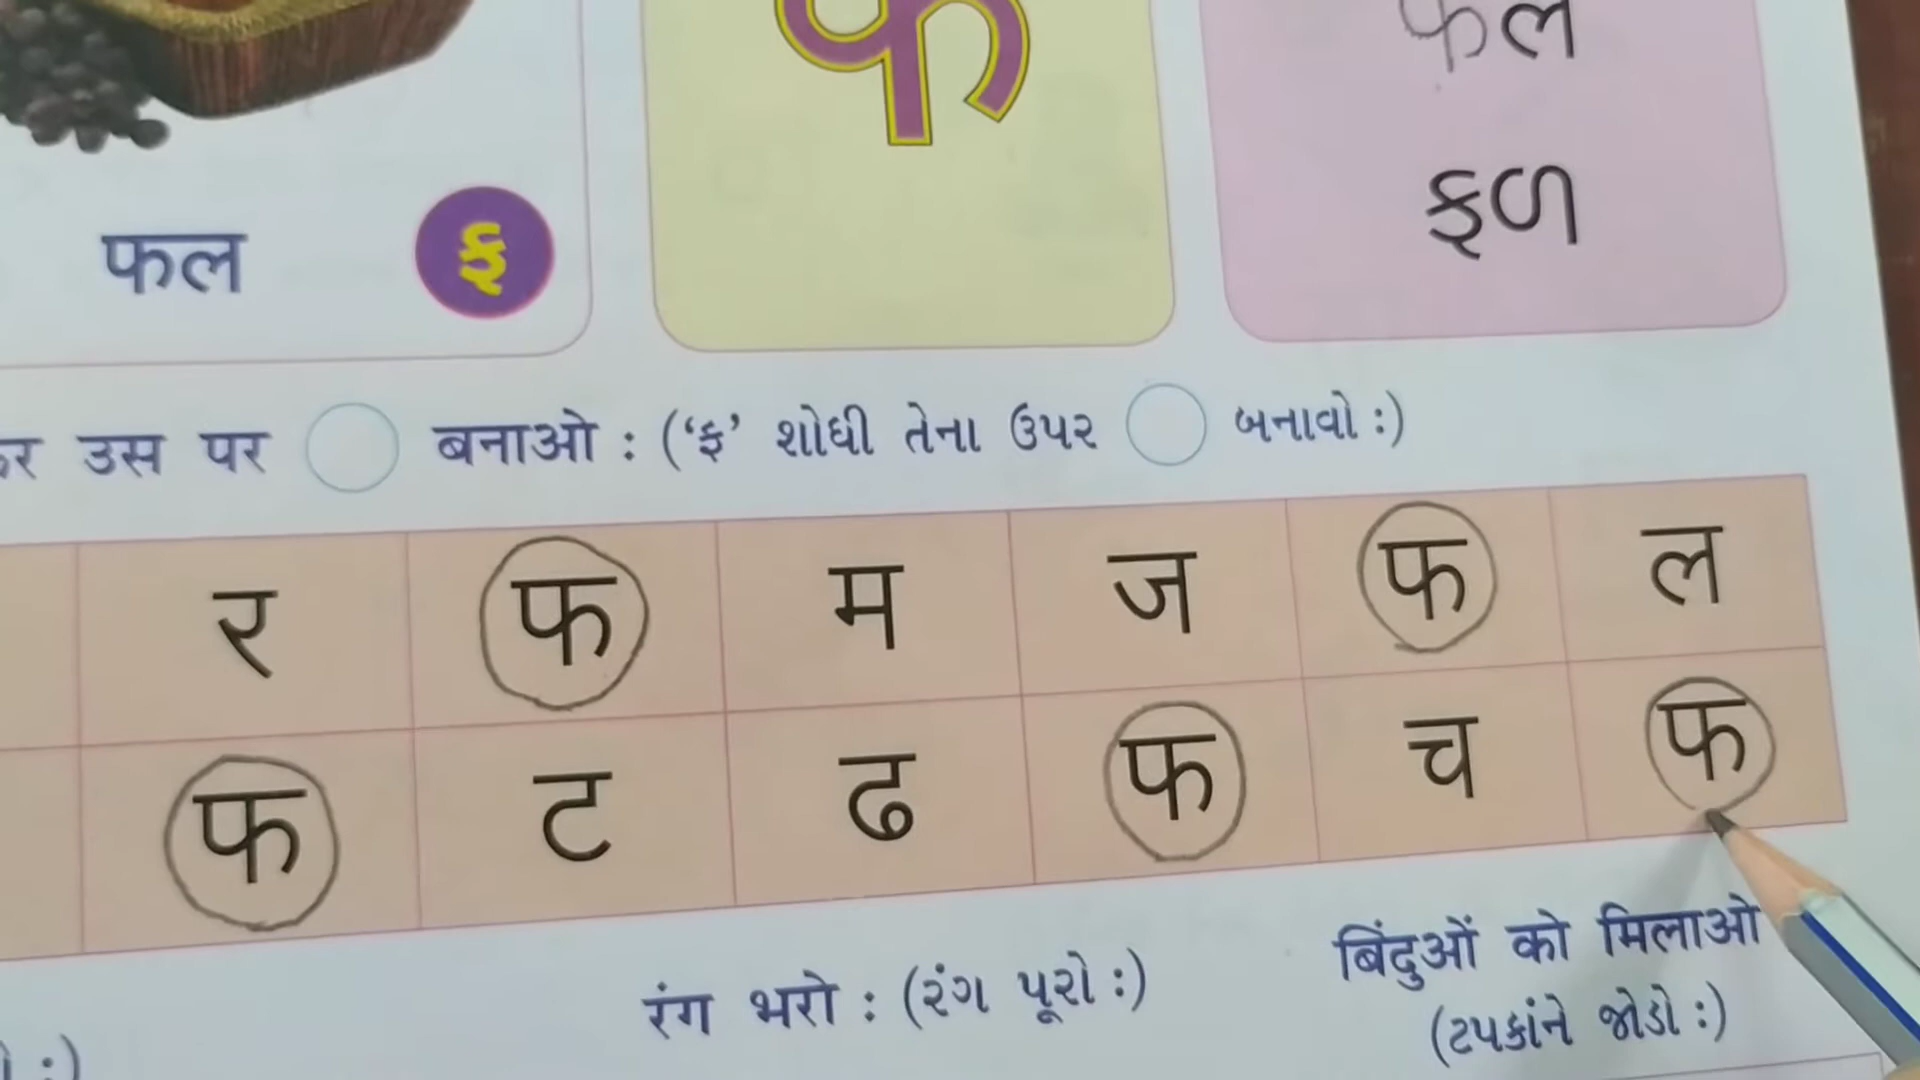 फ
फल
ફળ
फल
ફ
उस पर बनाओ : (‘ફ’ શોધી તેના ઉપર બનાવો :)
र फ म ज फ ल
फ ट ढ फ च फ
रंग भरो : (રંગ પૂરો :)
बिंदुओं को मिलाओ
(ટપકાંને જોડો :)